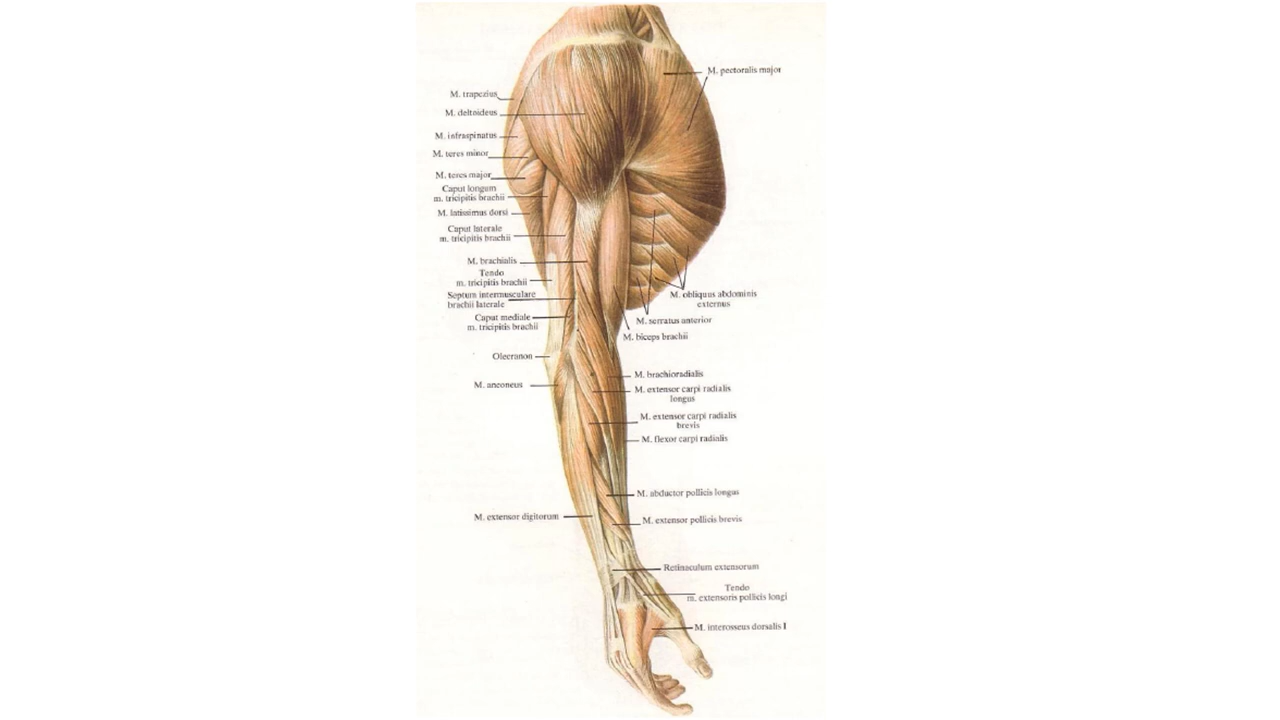 M. trapezius
M. deltoideus
M. infraspinatus
M. teres minor
M. teres major
Caput longum
m. tricipitis brachii
M. latissimus dorsi
Caput laterale
m. tricipitis brachii
M. brachialis
Tendo
m. tricipitis brachii
Septum intermusculare
brachii laterale
Caput mediale
m. tricipitis brachii
Olecranon
M. anconeus
M. extensor digitorum
M. pectoralis major
M. obliquus abdominis
externus
M. serratus anterior
M. biceps brachii
M. brachioradialis
M. extensor carpi radialis
longus
M. extensor carpi radialis
brevis
M. flexor carpi radialis
M. abductor pollicis longus
M. extensor pollicis brevis
Retinaculum extensorum
Tendo
m. extensoris pollicis longi
M. interosseus dorsalis I